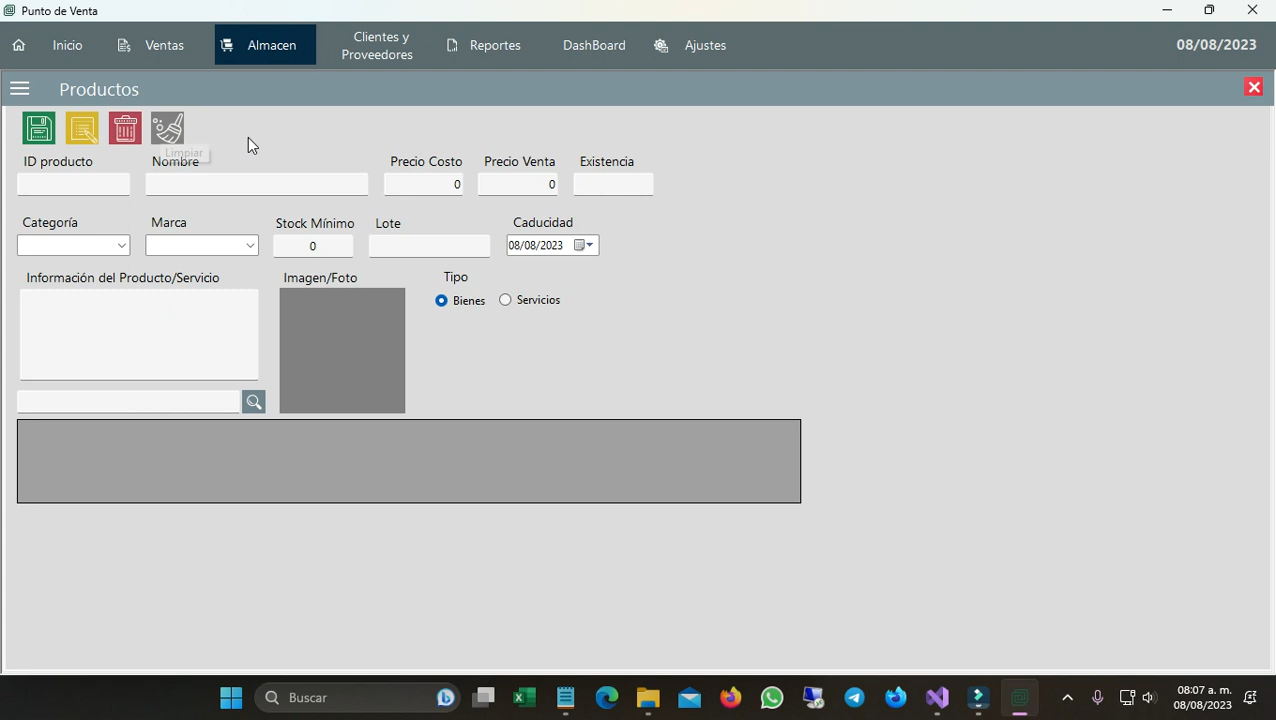 Punto de Venta
Inicio
Ventas
Almacen
Clientes y
Proveedores
Reportes
DashBoard
Ajustes
08/08/2023
Productos
Limpiar
ID producto
Nombre
Precio Costo
Precio Venta
Existencia
0
0
Categoría
Marca
Stock Mínimo
Lote
Caducidad
0
08/08/2023
Información del Producto/Servicio
Imagen/Foto
Tipo
Bienes
Servicios
Buscar
08:07 a. m.
08/08/2023